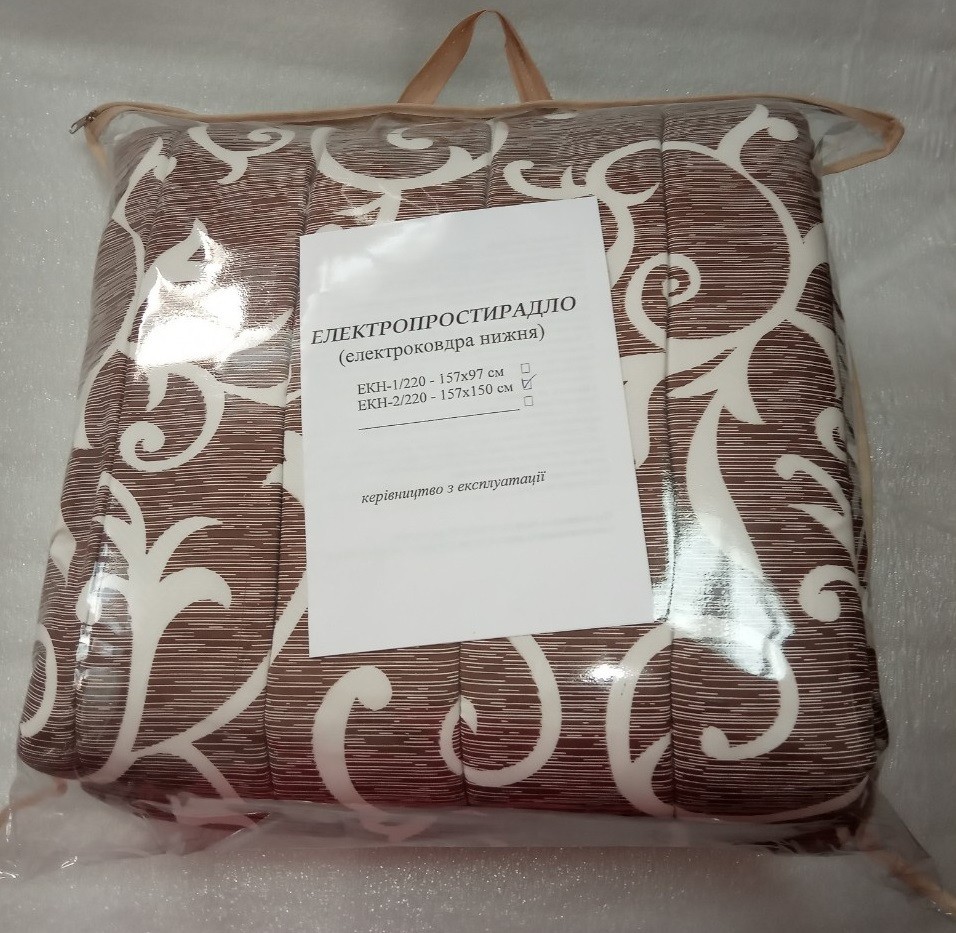 ЕЛЕКТРОПРОСТИРАДЛО
(електроковдра нижня)
ЕКН-1/220 - 157х97 см
ЕКН-2/220 - 157х150 см
керівництво з експлуатації